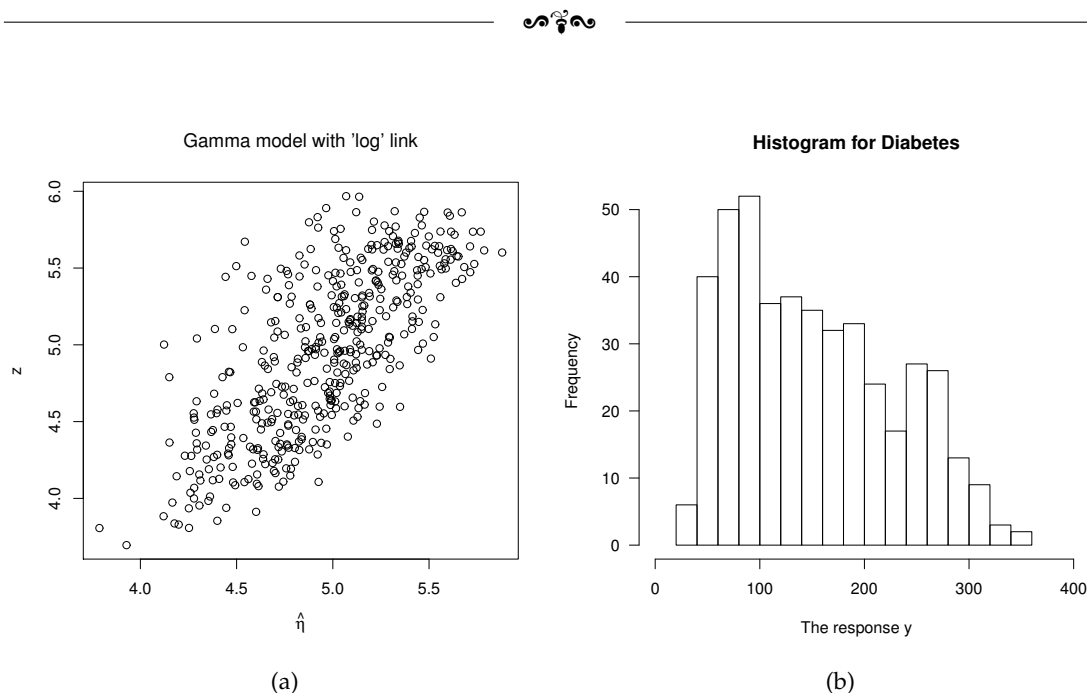 Gamma model with 'log' link
z
6.0
5.5
5.0
4.5
4.0
4.0 4.5 5.0 5.5
η̂
(a)
Histogram for Diabetes
Frequency
50
40
30
20
10
0
0 100 200 300 400
The response y
(b)